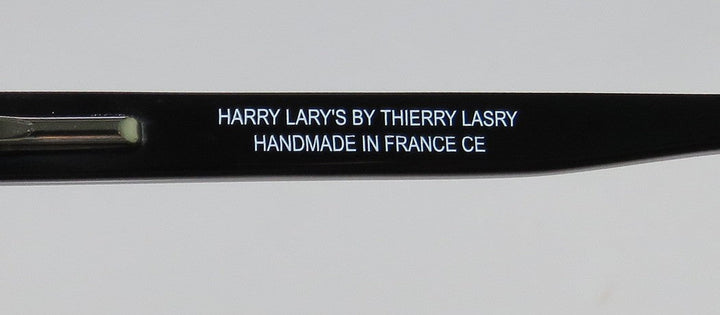 HARRY LARY'S BY THIERRY LASRY
HANDMADE IN FRANCE CE